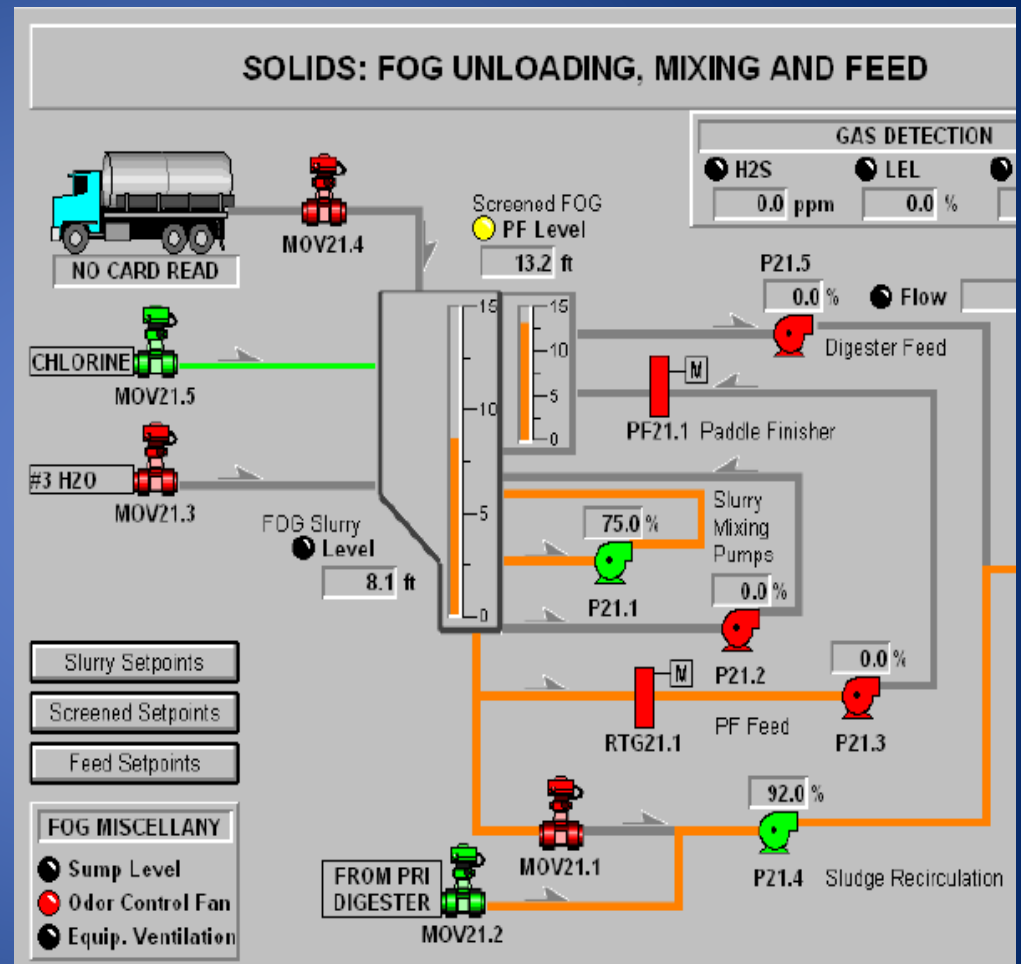 SOLIDS: FOG UNLOADING, MIXING AND FEED
GAS DETECTION
H2S
LEL
0.0 ppm
0.0 %
MOV21.4
NO CARD READ
Screened FOG
PF Level
13.2 ft
P21.5
0.0 %
Flow
Digester Feed
CHLORINE
MOV21.5
15
10
5
0
15
10
5
0
M
PF21.1 Paddle Finisher
#3 H2O
MOV21.3
FOG Slurry
Level
8.1 ft
75.0 %
P21.1
Slurry
Mixing
Pumps
0.0 %
P21.2
M
RTG21.1
PF Feed
0.0 %
P21.3
Slurry Setpoints
Screened Setpoints
Feed Setpoints
FOG MISCELLANY
Sump Level
Odor Control Fan
Equip. Ventilation
MOV21.1
FROM PRI
DIGESTER
MOV21.2
92.0 %
P21.4 Sludge Recirculation